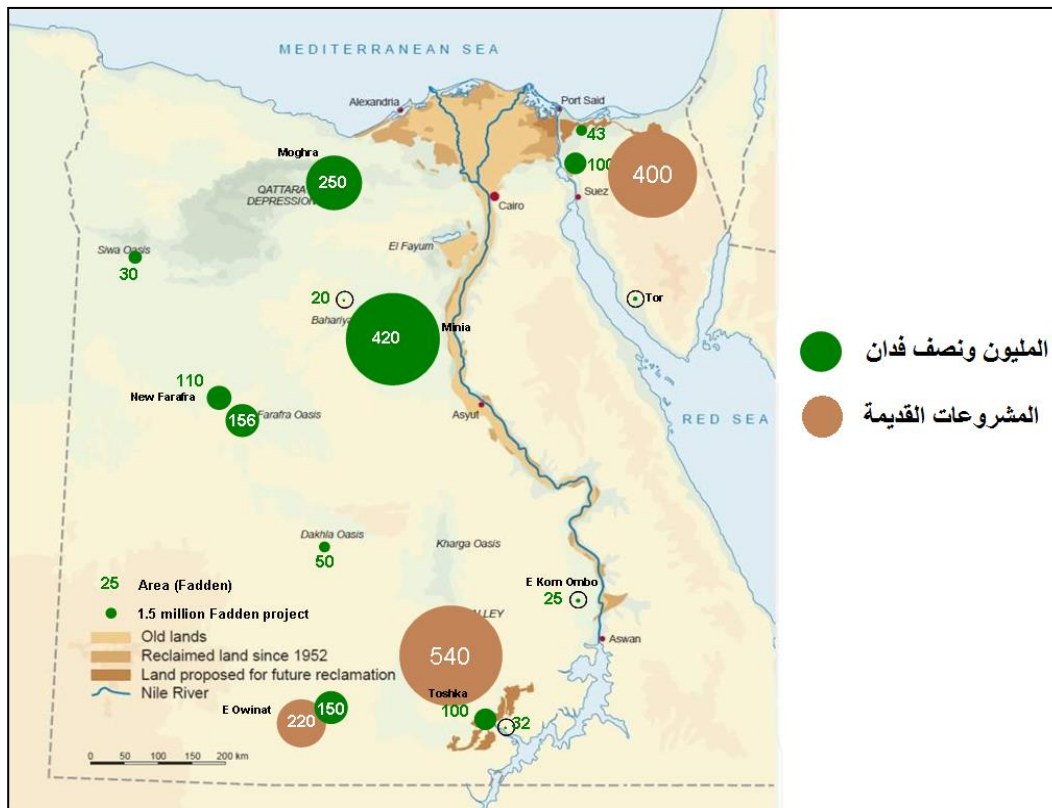 MEDITERRANEAN SEA
Alexandria
Port Said
43
Moghra
250
100
400
QATTARA
DEPRESSION
Suez
Cairo
Siwa Oasis
El Fayum
30
20
Tor
Bahariya
420
Minia
المليون ونصف فدان
110
New Farafra
156
Farafra Oasis
Asyut
RED SEA
المشروعات القديمة
Dakhla Oasis
Kharga Oasis
50
E Kom Ombo
25
25 Area (Fadden)
1.5 million Fadden project
LLEY
Old lands
Aswan
Reclaimed land since 1952
540
Land proposed for future reclamation
Toshka
Nile River
E Owinat
150
100
32
220
0 50 100 150 200 km